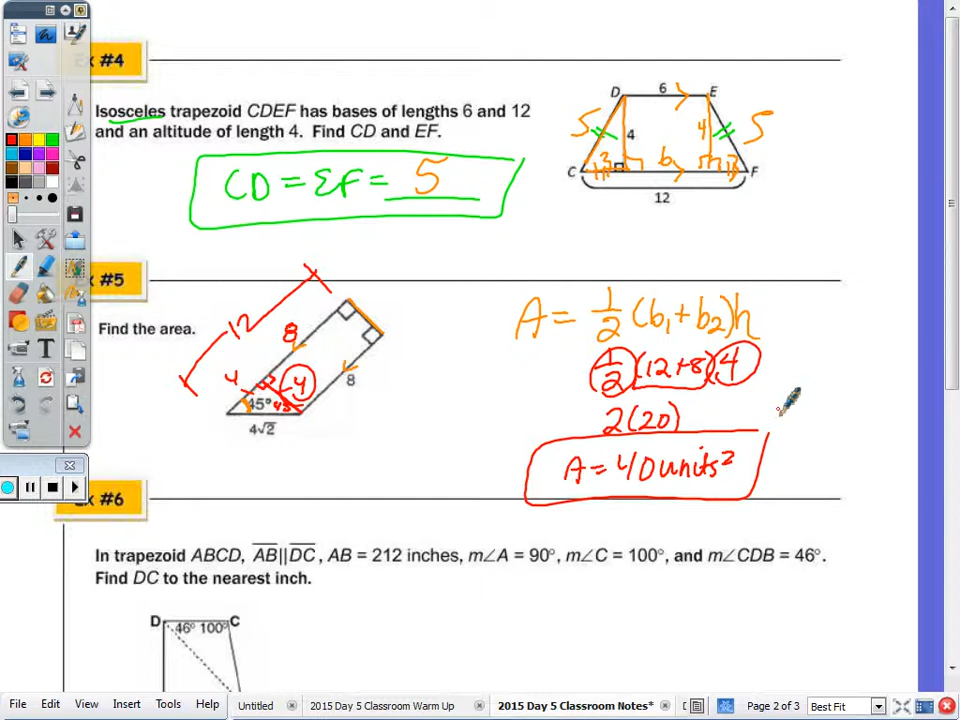 Ex #4
Isosceles trapezoid CDEF has bases of lengths 6 and 12
and an altitude of length 4. Find CD and EF.
CD = EF = 5
D 6 E
5 4 4 5
C 3 6 3 F
12
Ex #5
Find the area.
12
8
4 4 8
45° 45
4√2
A = 1/2 (b₁ + b₂)h
1/2 (12+8) 4
2(20)
A = 40 units²
Ex #6
In trapezoid ABCD, AB||DC, AB = 212 inches, m∠A = 90°, m∠C = 100°, and m∠CDB = 46°.
Find DC to the nearest inch.
D 46° 100° C
File Edit View Insert Tools Untitled 2015 Day 5 Classroom Warm Up 2015 Day 5 Classroom Notes* Page 2 of 3 Best Fit